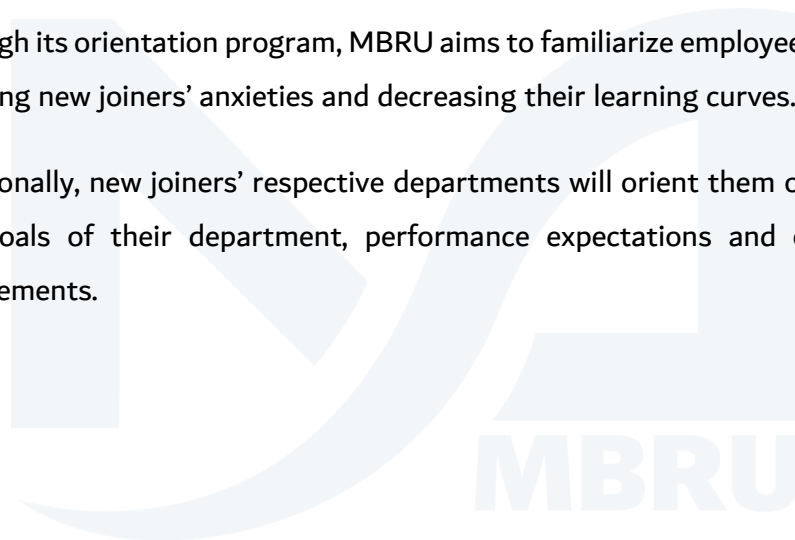 gh its orientation program, MBRU aims to familiarize employee
ng new joiners’ anxieties and decreasing their learning curves.
onally, new joiners’ respective departments will orient them o
oals of their department, performance expectations and
ements.
MBRU